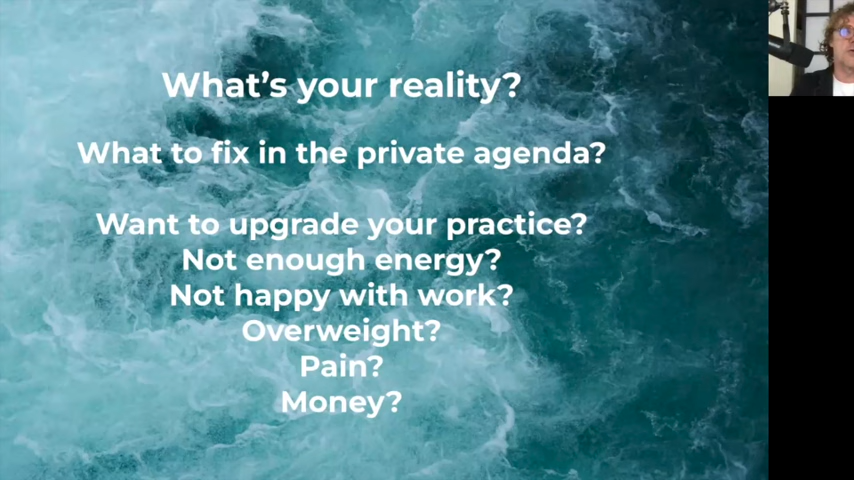 What's your reality?
What to fix in the private agenda?
Want to upgrade your practice?
Not enough energy?
Not happy with work?
Overweight?
Pain?
Money?